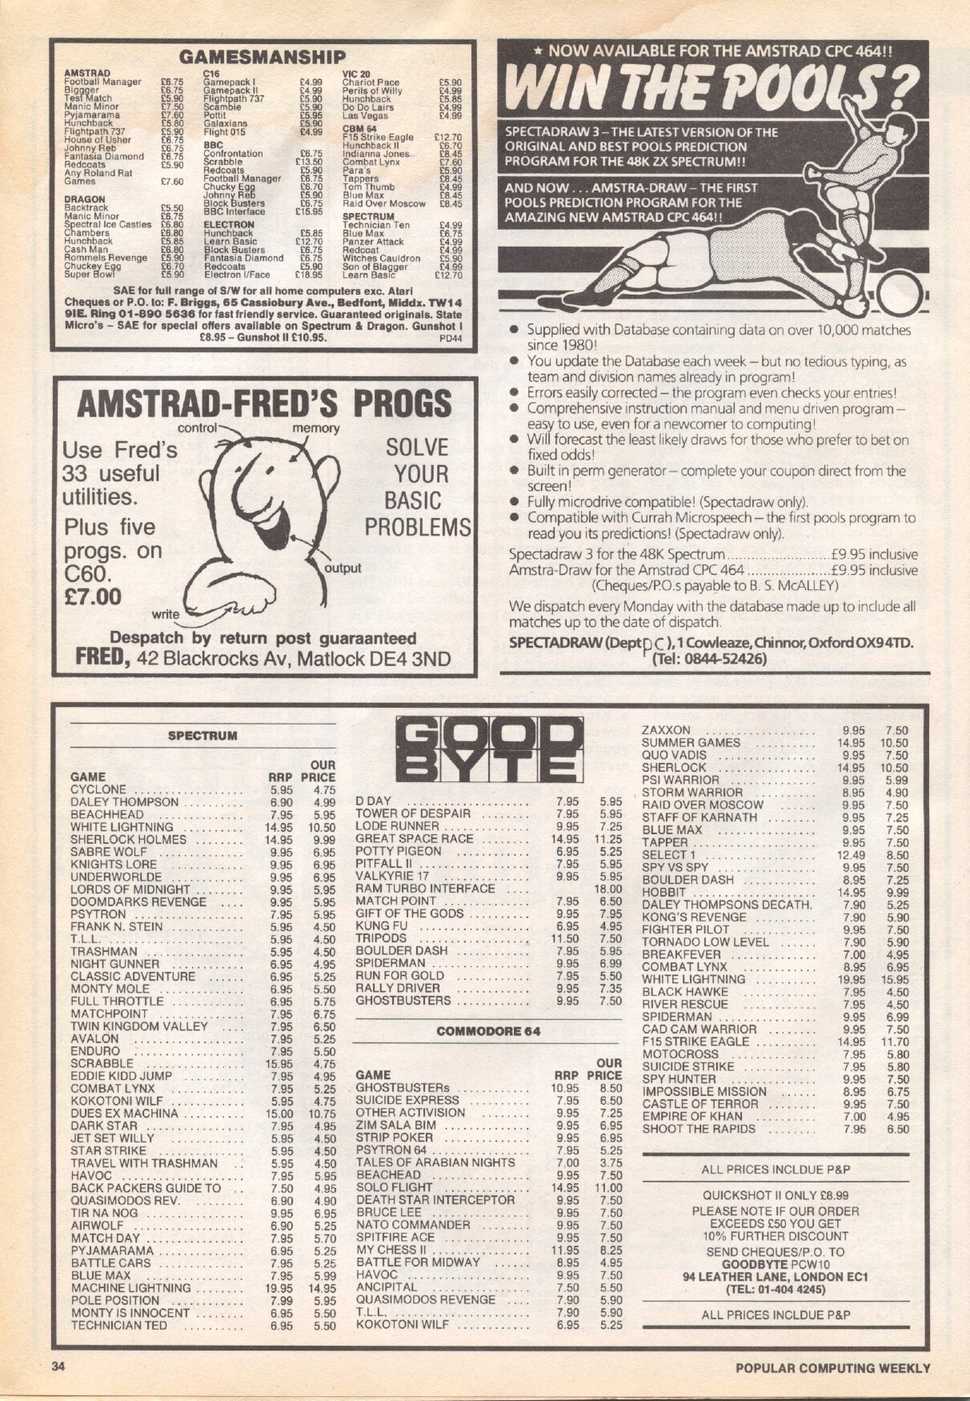 GAMESMANSHIP
AMSTRAD
Football Manager £6.75
Bigger £6.75
Test Match £5.90
Manic Minor £7.50
Pyjamarama £7.60
Hunchback £5.80
Flightpath 737 £5.90
House of Usher £6.75
Johnny Reb £6.75
Fantasia Diamond £6.75
Redcoats £5.90
Any Roland Rat
Games £7.60
DRAGON
Backtrack £5.50
Manic Minor £6.75
Spectral Ice Castles £6.80
Chambers £6.80
Hunchback £5.85
Cash Man £6.80
Rommels Revenge £5.90
Chuckey Egg £6.70
Super Bowl £5.90
C16
Gamepack I £4.99
Gamepack II £4.99
Flightpath 737 £5.90
Scamble £5.90
Pottit £5.95
Galaxians £5.90
Flight 015 £4.99
BBC
Confrontation £6.75
Scrabble £13.50
Redcoats £5.90
Football Manager £6.75
Chucky Egg £6.70
Johnny Reb £5.90
Block Busters £6.75
BBC Interface £15.95
ELECTRON
Hunchback £5.85
Learn Basic £12.70
Block Busters £6.75
Fantasia Diamond £6.75
Redcoats £5.90
Electron I/Face £18.95
VIC 20
Chariot Pace £5.90
Perils of Willy £4.99
Hunchback £5.85
Do Do Lairs £4.99
Las Vegas £4.99
CBM 64
F15 Strike Eagle £12.70
Hunchback II £6.70
Indianna Jones £8.45
Combat Lynx £7.60
Para's £5.90
Tappers £8.45
Tom Thumb £4.99
Blue Max £8.45
Raid Over Moscow £8.45
SPECTRUM
Technician Ten £4.99
Blue Max £6.75
Panzer Attack £4.99
Redcoat £4.99
Witches Cauldron £5.90
Son of Blagger £4.99
Learn Basic £12.70
SAE for full range of S/W for all home computers exc. Atari
Cheques or P.O. to: F. Briggs, 65 Cassiobury Ave., Bedfont, Middx. TW14
9IE. Ring 01-890 5636 for fast friendly service. Guaranteed originals. State
Micro's – SAE for special offers available on Spectrum & Dragon. Gunshot I
£8.95 – Gunshot II £10.95. PD44
★ NOW AVAILABLE FOR THE AMSTRAD CPC 464!!
WIN THE POOLS?
SPECTADRAW 3 – THE LATEST VERSION OF THE
ORIGINAL AND BEST POOLS PREDICTION
PROGRAM FOR THE 48K ZX SPECTRUM!!
AND NOW . . . AMSTRA-DRAW – THE FIRST
POOLS PREDICTION PROGRAM FOR THE
AMAZING NEW AMSTRAD CPC 464!!
● Supplied with Database containing data on over 10,000 matches
since 1980!
● You update the Database each week – but no tedious typing, as
team and division names already in program!
● Errors easily corrected – the program even checks your entries!
● Comprehensive instruction manual and menu driven program –
easy to use, even for a newcomer to computing!
● Will forecast the least likely draws for those who prefer to bet on
fixed odds!
● Built in perm generator – complete your coupon direct from the
screen!
● Fully microdrive compatible! (Spectadraw only).
● Compatible with Currah Microspeech – the first pools program to
read you its predictions! (Spectadraw only).
Spectadraw 3 for the 48K Spectrum.....................£9.95 inclusive
Amstra-Draw for the Amstrad CPC 464.................£9.95 inclusive
(Cheques/P.O.s payable to B. S. McALLEY)
We dispatch every Monday with the database made up to include all
matches up to the date of dispatch.
SPECTADRAW (Dept PC), 1 Cowleaze, Chinnor, Oxford OX9 4TD.
(Tel: 0844-52426)
AMSTRAD-FRED'S PROGS
control
memory
Use Fred's
33 useful
utilities.
Plus five
progs. on
C60.
£7.00
SOLVE
YOUR
BASIC
PROBLEMS
output
write
Despatch by return post guaraanteed
FRED, 42 Blackrocks Av, Matlock DE4 3ND
SPECTRUM
GAME RRP OUR PRICE
CYCLONE 5.95 4.75
DALEY THOMPSON 6.90 4.99
BEACHHEAD 7.95 5.95
WHITE LIGHTNING 14.95 10.50
SHERLOCK HOLMES 14.95 9.99
SABRE WOLF 9.95 6.95
KNIGHTS LORE 9.95 6.95
UNDERWORLDE 9.95 6.95
LORDS OF MIDNIGHT 9.95 5.95
DOOMDARKS REVENGE 9.95 5.95
PSYTRON 7.95 5.95
FRANK N. STEIN 5.95 4.50
T.L.L. 5.95 4.50
TRASHMAN 5.95 4.50
NIGHT GUNNER 6.95 4.95
CLASSIC ADVENTURE 6.95 5.25
MONTY MOLE 6.95 5.50
FULL THROTTLE 6.95 5.75
MATCHPOINT 7.95 6.75
TWIN KINGDOM VALLEY 7.95 6.50
AVALON 7.95 5.25
ENDURO 7.95 5.50
SCRABBLE 15.95 4.75
EDDIE KIDD JUMP 7.95 4.95
COMBAT LYNX 7.95 5.25
KOKOTONI WILF 5.95 4.75
DUES EX MACHINA 15.00 10.75
DARK STAR 7.95 4.95
JET SET WILLY 5.95 4.50
STAR STRIKE 5.95 4.50
TRAVEL WITH TRASHMAN 5.95 4.50
HAVOC 7.95 5.95
BACK PACKERS GUIDE TO 7.50 4.95
QUASIMODOS REV. 6.90 4.90
TIR NA NOG 9.95 6.95
AIRWOLF 6.90 5.25
MATCH DAY 7.95 5.70
PYJAMARAMA 6.95 5.25
BATTLE CARS 7.95 5.25
BLUE MAX 7.95 5.99
MACHINE LIGHTNING 19.95 14.95
POLE POSITION 7.99 5.95
MONTY IS INNOCENT 6.95 5.50
TECHNICIAN TED 6.95 5.50
GOOD
BYTE
D DAY 7.95 5.95
TOWER OF DESPAIR 7.95 5.95
LODE RUNNER 9.95 7.25
GREAT SPACE RACE 14.95 11.25
POTTY PIGEON 6.95 5.25
PITFALL II 7.95 5.95
VALKYRIE 17 9.95 5.95
RAM TURBO INTERFACE 18.00
MATCH POINT 7.95 6.50
GIFT OF THE GODS 9.95 7.95
KUNG FU 6.95 4.95
TRIPODS 11.50 7.50
BOULDER DASH 7.95 5.95
SPIDERMAN 9.95 6.99
RUN FOR GOLD 7.95 5.50
RALLY DRIVER 9.95 7.35
GHOSTBUSTERS 9.95 7.50
COMMODORE 64
GAME RRP OUR PRICE
GHOSTBUSTERs 10.95 8.50
SUICIDE EXPRESS 7.95 6.50
OTHER ACTIVISION 9.95 7.25
ZIM SALA BIM 9.95 6.95
STRIP POKER 9.95 6.95
PSYTRON 64 7.95 5.25
TALES OF ARABIAN NIGHTS 7.00 3.75
BEACHEAD 9.95 7.50
SOLO FLIGHT 14.95 11.00
DEATH STAR INTERCEPTOR 9.95 7.50
BRUCE LEE 9.95 7.50
NATO COMMANDER 9.95 7.50
SPITFIRE ACE 9.95 7.50
MY CHESS II 11.95 8.25
BATTLE FOR MIDWAY 8.95 4.95
HAVOC 9.95 7.50
ANCIPITAL 7.50 5.50
QUASIMODOS REVENGE 7.90 5.90
T.L.L. 7.90 5.90
KOKOTONI WILF 6.95 5.25
ZAXXON 9.95 7.50
SUMMER GAMES 14.95 10.50
QUO VADIS 9.95 7.50
SHERLOCK 14.95 10.50
PSI WARRIOR 9.95 5.99
STORM WARRIOR 8.95 4.90
RAID OVER MOSCOW 9.95 7.50
STAFF OF KARNATH 9.95 7.25
BLUE MAX 9.95 7.50
TAPPER 9.95 7.50
SELECT 1 12.49 8.50
SPY VS SPY 9.95 7.50
BOULDER DASH 8.95 7.25
HOBBIT 14.95 9.99
DALEY THOMPSONS DECATH. 7.90 5.25
KONG'S REVENGE 7.90 5.90
FIGHTER PILOT 9.95 7.50
TORNADO LOW LEVEL 7.90 5.90
BREAKFEVER 7.00 4.95
COMBAT LYNX 8.95 6.95
WHITE LIGHTNING 19.95 15.95
BLACK HAWKE 7.95 4.50
RIVER RESCUE 7.95 4.50
SPIDERMAN 9.95 6.99
CAD CAM WARRIOR 9.95 7.50
F15 STRIKE EAGLE 14.95 11.70
MOTOCROSS 7.95 5.80
SUICIDE STRIKE 7.95 5.80
SPY HUNTER 9.95 7.50
IMPOSSIBLE MISSION 8.95 6.75
CASTLE OF TERROR 9.95 7.50
EMPIRE OF KHAN 7.00 4.95
SHOOT THE RAPIDS 7.95 6.50
ALL PRICES INCLDUE P&P
QUICKSHOT II ONLY £8.99
PLEASE NOTE IF OUR ORDER
EXCEEDS £50 YOU GET
10% FURTHER DISCOUNT
SEND CHEQUES/P.O. TO
GOODBYTE PCW10
94 LEATHER LANE, LONDON EC1
(TEL: 01-404 4245)
ALL PRICES INCLDUE P&P
34
POPULAR COMPUTING WEEKLY